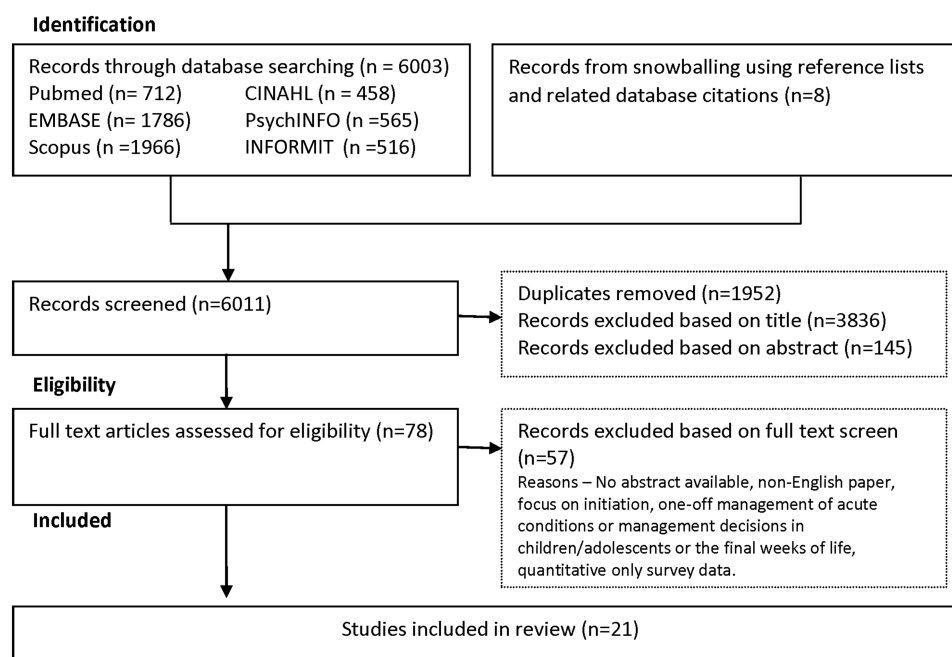 Identification
Records through database searching (n = 6003)
Pubmed (n= 712) CINAHL (n = 458)
EMBASE (n= 1786) PsychINFO (n =565)
Scopus (n =1966) INFORMIT (n =516)
Records from snowballing using reference lists
and related database citations (n=8)
Records screened (n=6011)
Duplicates removed (n=1952)
Records excluded based on title (n=3836)
Records excluded based on abstract (n=145)
Eligibility
Full text articles assessed for eligibility (n=78)
Records excluded based on full text screen
(n=57)
Reasons – No abstract available, non-English paper,
focus on initiation, one-off management of acute
conditions or management decisions in
children/adolescents or the final weeks of life,
quantitative only survey data.
Included
Studies included in review (n=21)